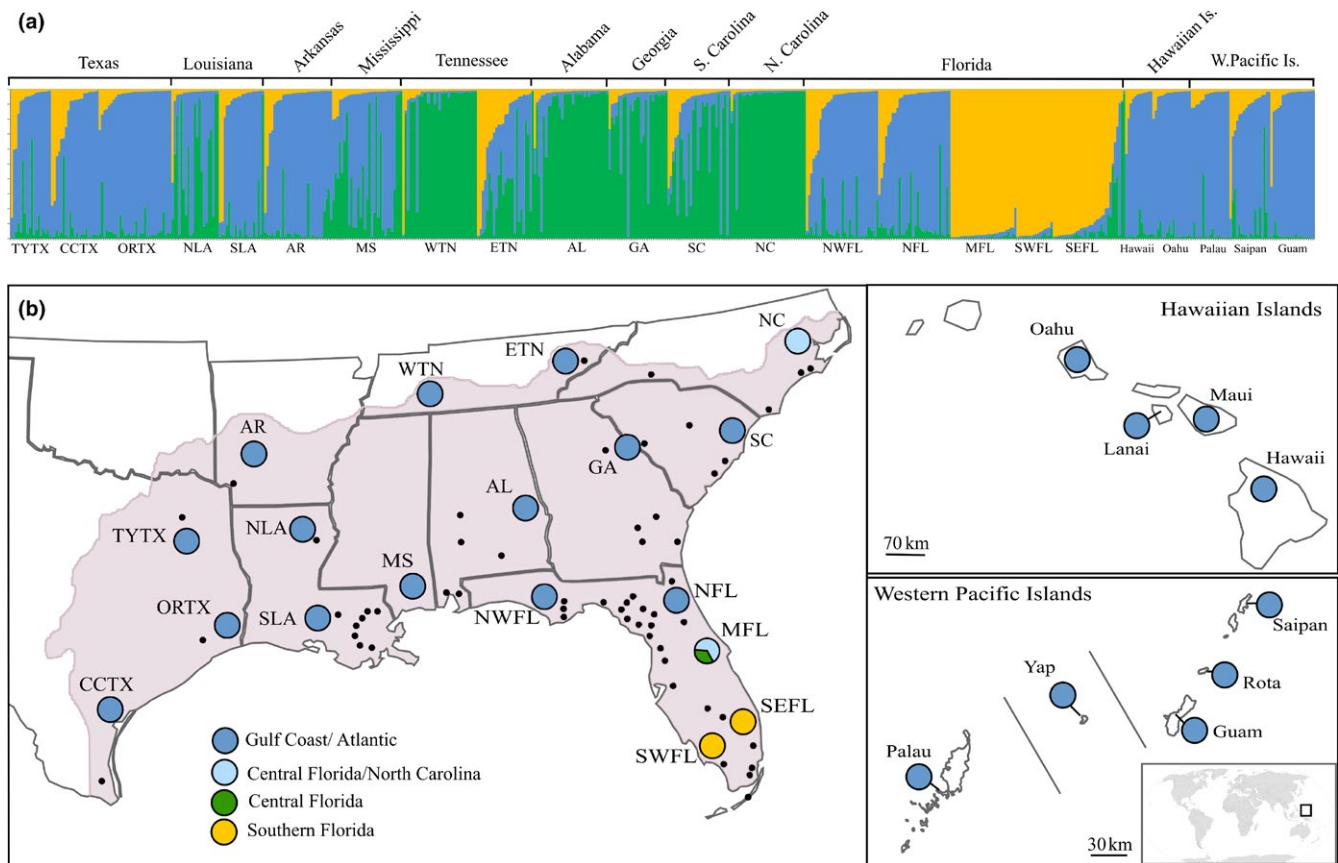 (a)
Texas Louisiana Arkansas Mississippi Tennessee Alabama Georgia S. Carolina N. Carolina Florida Hawaiian Is. W.Pacific Is.
TYTX CCTX ORTX NLA SLA AR MS WTN ETN AL GA SC NC NWFL NFL MFL SWFL SEFL Hawaii Oahu Palau Saipan Guam
(b)
NC
ETN
WTN
AR
SC
GA
AL
TYTX
NLA
MS
ORTX
SLA
NWFL
NFL
MFL
CCTX
SEFL
SWFL
Gulf Coast/ Atlantic
Central Florida/North Carolina
Central Florida
Southern Florida
Hawaiian Islands
Oahu
Maui
Lanai
Hawaii
70 km
Western Pacific Islands
Saipan
Yap
Rota
Guam
Palau
30 km